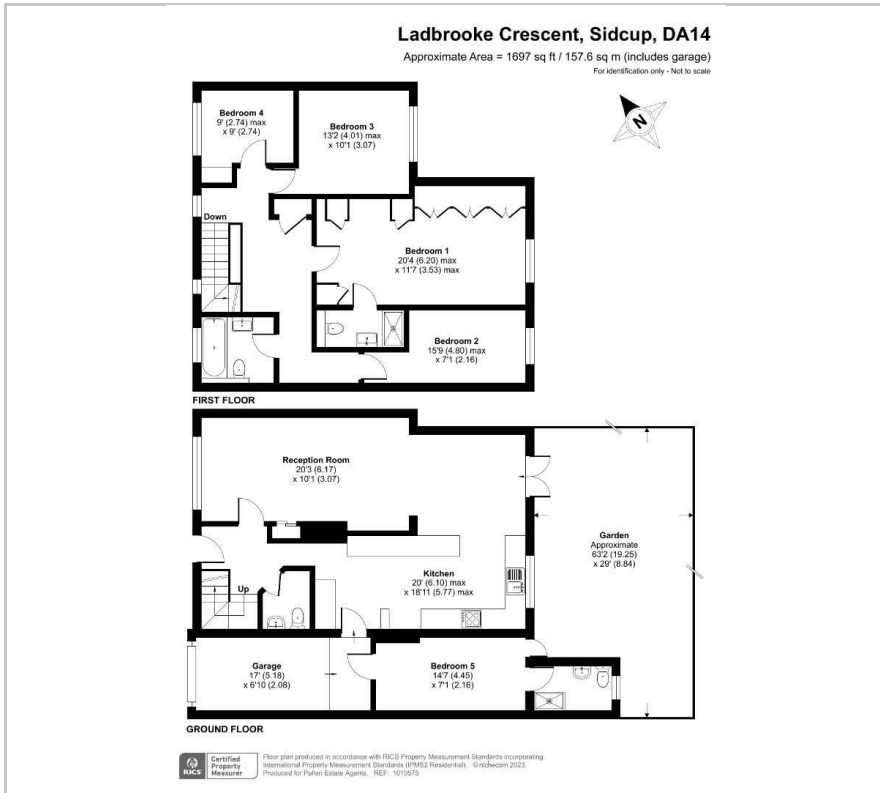 Ladbrooke Crescent, Sidcup, DA14
Approximate Area = 1697 sq ft / 157.6 sq m (includes garage)
For identification only - Not to scale
N
Bedroom 4
9' (2.74) max
x 9' (2.74)
Bedroom 3
13'2 (4.01) max
x 10'1 (3.07)
Down
Bedroom 1
20'4 (6.20) max
x 11'7 (3.53) max
Bedroom 2
15'9 (4.80) max
x 7'1 (2.16)
FIRST FLOOR
Reception Room
20'3 (6.17)
x 10'1 (3.07)
Garden
Approximate
63'2 (19.25)
x 29' (8.84)
Kitchen
20' (6.10) max
x 18'11 (5.77) max
Up
Garage
17' (5.18)
x 6'10 (2.08)
Bedroom 5
14'7 (4.45)
x 7'1 (2.16)
GROUND FLOOR
RICS
Certified
Property
Measurer
Floor plan produced in accordance with RICS Property Measurement Standards incorporating
International Property Measurement Standards (IPMS2 Residential). ©nichecom 2023.
Produced for Pollen Estate Agents. REF: 1019575